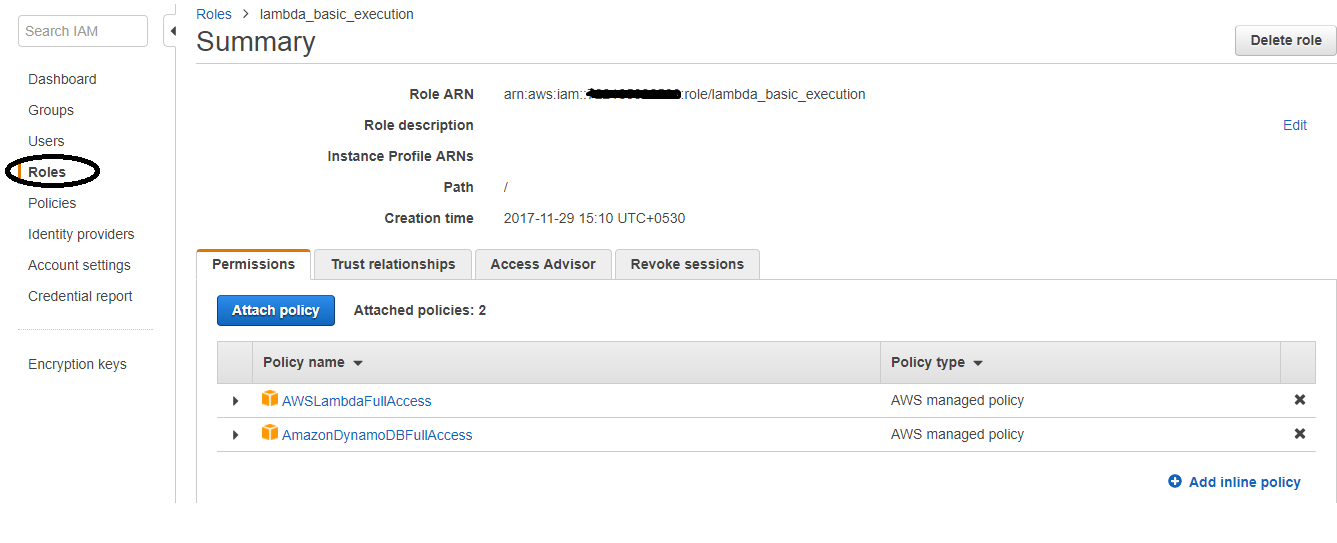 Search IAM
Dashboard
Groups
Users
Roles
Policies
Identity providers
Account settings
Credential report
Encryption keys
Roles > lambda_basic_execution
Summary
Delete role
Role ARN arn:aws:iam:: :role/lambda_basic_execution
Role description Edit
Instance Profile ARNs
Path /
Creation time 2017-11-29 15:10 UTC+0530
Permissions Trust relationships Access Advisor Revoke sessions
Attach policy Attached policies: 2
Policy name Policy type
AWSLambdaFullAccess AWS managed policy
AmazonDynamoDBFullAccess AWS managed policy
Add inline policy